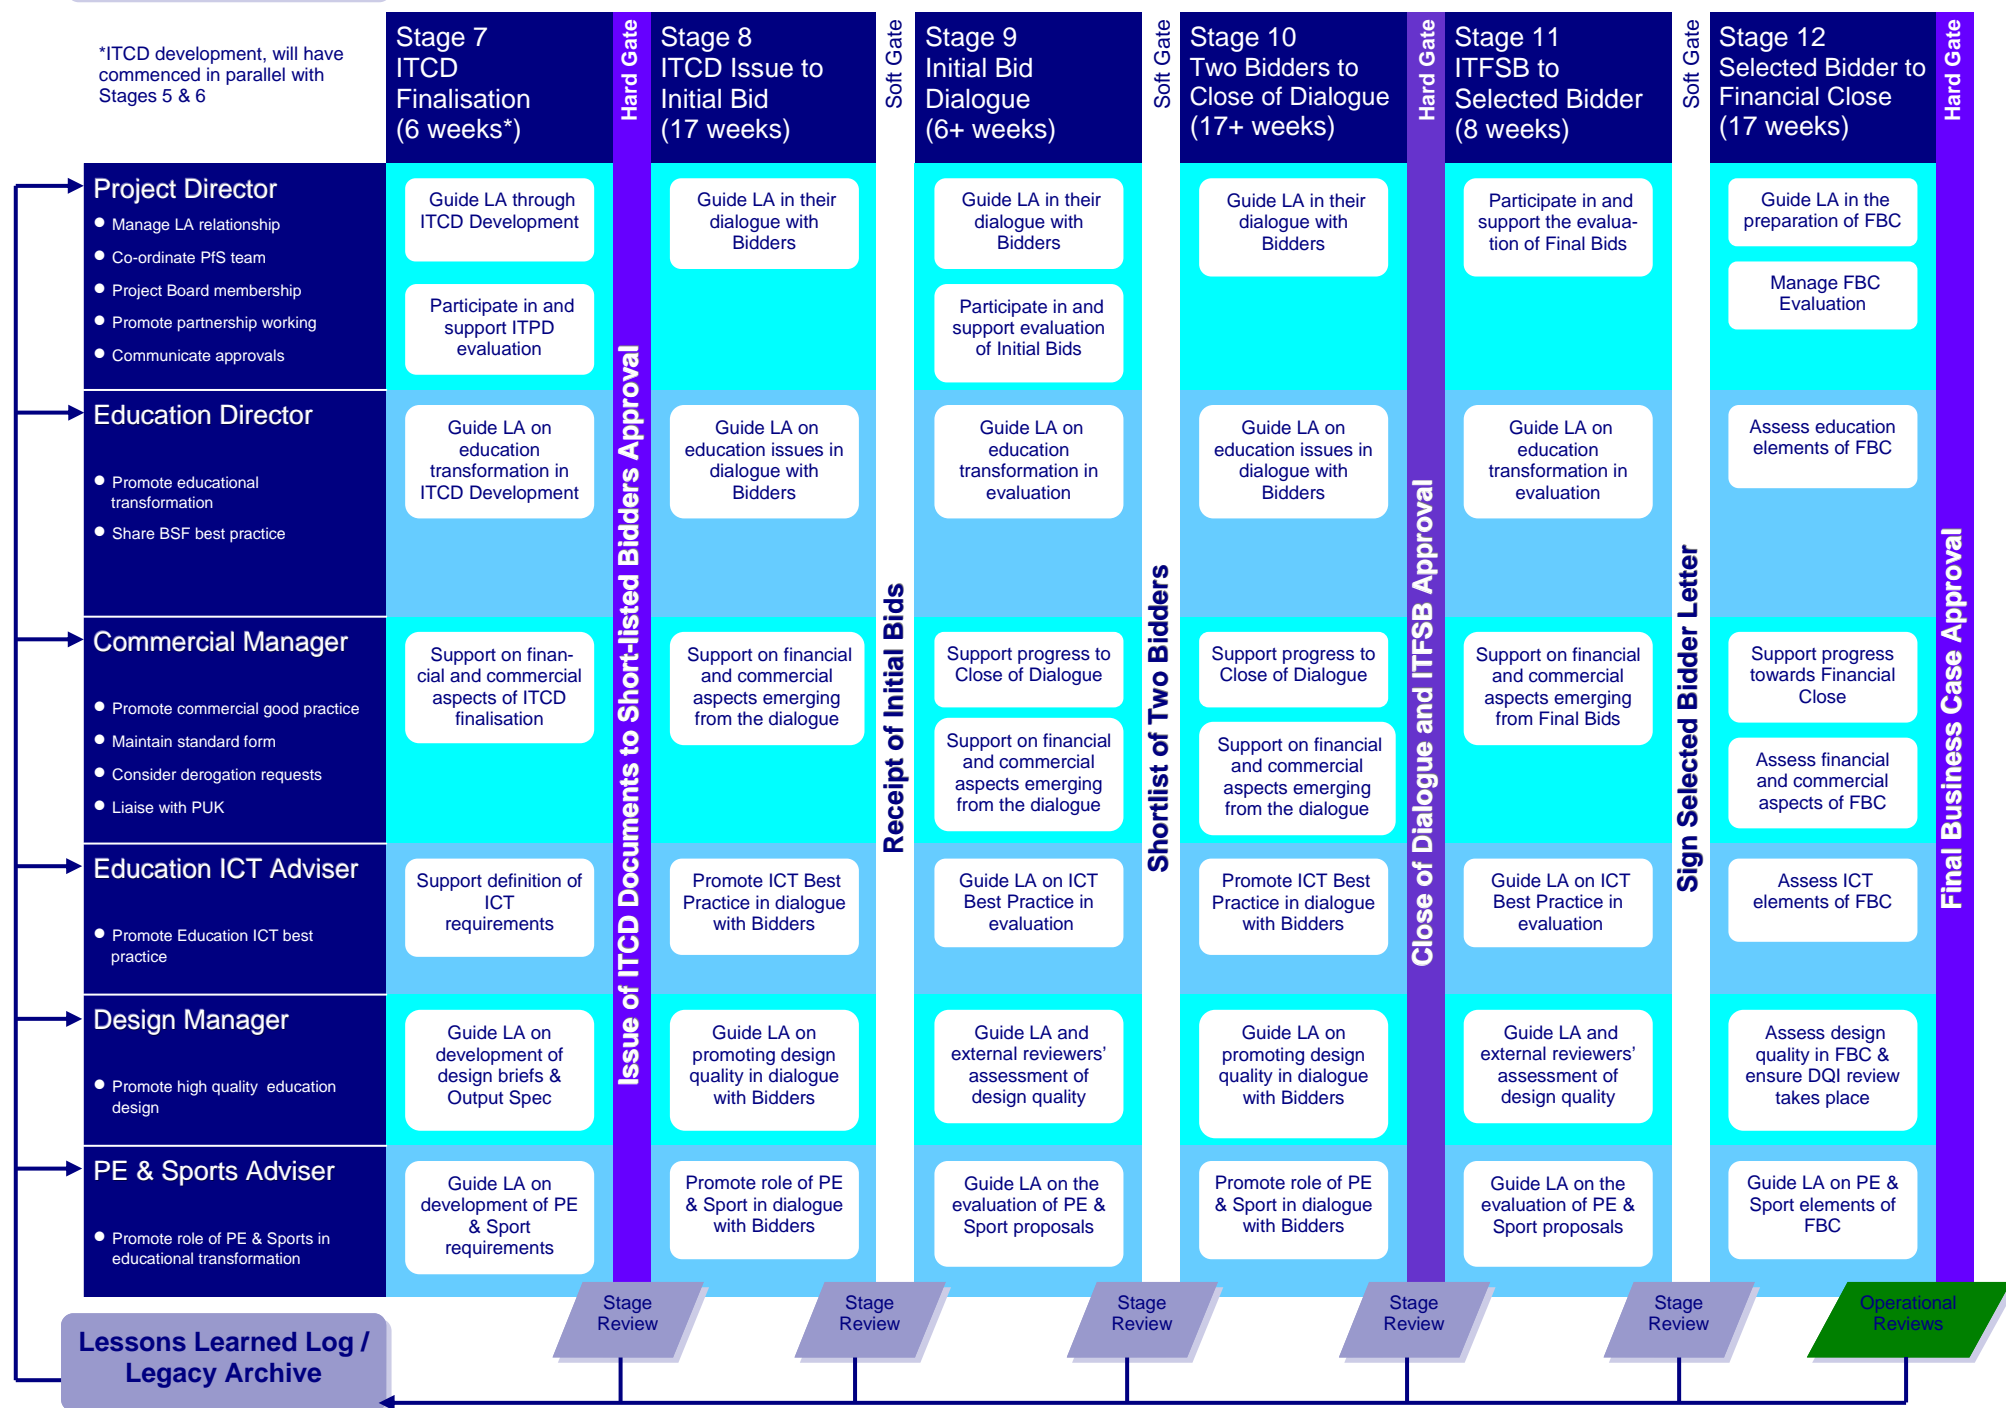 *ITCD development, will have
commenced in parallel with
Stages 5 & 6
Stage 7
ITCD
Finalisation
(6 weeks*)
Hard Gate
Stage 8
ITCD Issue to
Initial Bid
(17 weeks)
Soft Gate
Stage 9
Initial Bid
Dialogue
(6+ weeks)
Soft Gate
Stage 10
Two Bidders to
Close of Dialogue
(17+ weeks)
Hard Gate
Stage 11
ITFSB to
Selected Bidder
(8 weeks)
Soft Gate
Stage 12
Selected Bidder to
Financial Close
(17 weeks)
Hard Gate
Project Director
• Manage LA relationship
• Co-ordinate PfS team
• Project Board membership
• Promote partnership working
• Communicate approvals
Guide LA through
ITCD Development
Participate in and
support ITPD
evaluation
Guide LA in their
dialogue with
Bidders
Guide LA in their
dialogue with
Bidders
Participate in and
support evaluation
of Initial Bids
Guide LA in their
dialogue with
Bidders
Participate in and
support the evalua-
tion of Final Bids
Guide LA in the
preparation of FBC
Manage FBC
Evaluation
Education Director
• Promote educational
transformation
• Share BSF best practice
Guide LA on
education
transformation in
ITCD Development
Guide LA on
education issues in
dialogue with
Bidders
Guide LA on
education
transformation in
evaluation
Guide LA on
education issues in
dialogue with
Bidders
Guide LA on
education
transformation in
evaluation
Assess education
elements of FBC
Commercial Manager
• Promote commercial good practice
• Maintain standard form
• Consider derogation requests
• Liaise with PUK
Support on finan-
cial and commercial
aspects of ITCD
finalisation
Support on financial
and commercial
aspects emerging
from the dialogue
Support progress to
Close of Dialogue
Support on financial
and commercial
aspects emerging
from the dialogue
Support progress to
Close of Dialogue
Support on financial
and commercial
aspects emerging
from the dialogue
Support on financial
and commercial
aspects emerging
from Final Bids
Support progress
towards Financial
Close
Assess financial
and commercial
aspects of FBC
Education ICT Adviser
• Promote Education ICT best
practice
Support definition of
ICT
requirements
Promote ICT Best
Practice in dialogue
with Bidders
Guide LA on ICT
Best Practice in
evaluation
Promote ICT Best
Practice in dialogue
with Bidders
Guide LA on ICT
Best Practice in
evaluation
Assess ICT
elements of FBC
Design Manager
• Promote high quality education
design
Guide LA on
development of
design briefs &
Output Spec
Guide LA on
promoting design
quality in dialogue
with Bidders
Guide LA and
external reviewers’
assessment of
design quality
Guide LA on
promoting design
quality in dialogue
with Bidders
Guide LA and
external reviewers’
assessment of
design quality
Assess design
quality in FBC &
ensure DQI review
takes place
PE & Sports Adviser
• Promote role of PE & Sports in
educational transformation
Guide LA on
development of PE
& Sport
requirements
Promote role of PE
& Sport in dialogue
with Bidders
Guide LA on the
evaluation of PE &
Sport proposals
Promote role of PE
& Sport in dialogue
with Bidders
Guide LA on the
evaluation of PE &
Sport proposals
Guide LA on PE &
Sport elements of
FBC
Issue of ITCD Documents to Short-listed Bidders Approval
Receipt of Initial Bids
Shortlist of Two Bidders
Close of Dialogue and ITFSB Approval
Sign Selected Bidder Letter
Final Business Case Approval
Stage
Review
Stage
Review
Stage
Review
Stage
Review
Stage
Review
Operational
Reviews
Lessons Learned Log /
Legacy Archive